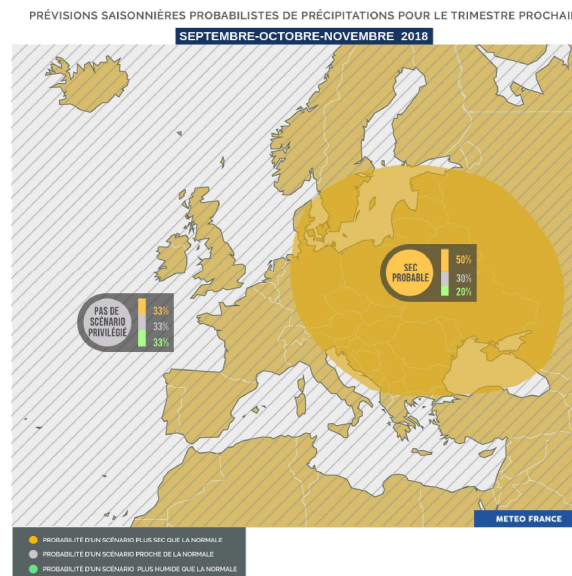 PRÉVISIONS SAISONNIÈRES PROBABILISTES DE PRÉCIPITATIONS POUR LE TRIMESTRE PROCHAI
SEPTEMBRE-OCTOBRE-NOVEMBRE 2018
SEC
PROBABLE
50%
30%
20%
PAS DE
SCÉNARIO
PRIVILÉGIÉ
33%
33%
33%
METEO FRANCE
PROBABILITÉ D'UN SCÉNARIO PLUS SEC QUE LA NORMALE
PROBABILITÉ D'UN SCÉNARIO PROCHE DE LA NORMALE
PROBABILITÉ D'UN SCÉNARIO PLUS HUMIDE QUE LA NORMALE